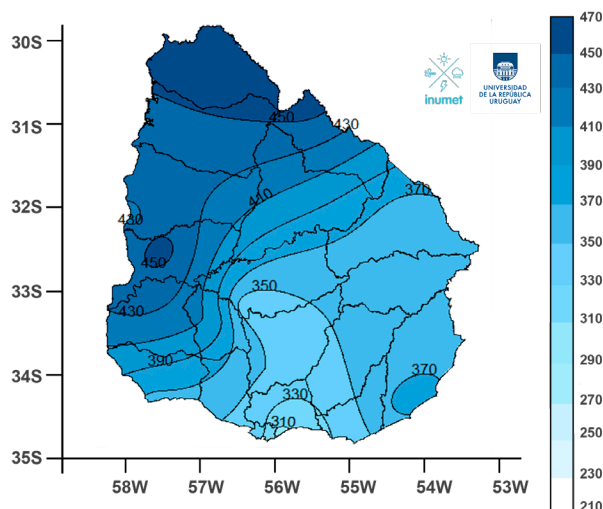 30S
31S
32S
33S
34S
35S
58W
57W
56W
55W
54W
53W
450
430
410
370
430
450
430
350
390
370
330
310
inumet
UNIVERSIDAD
DE LA REPÚBLICA
URUGUAY
470
450
430
410
390
370
350
330
310
290
270
250
230
210